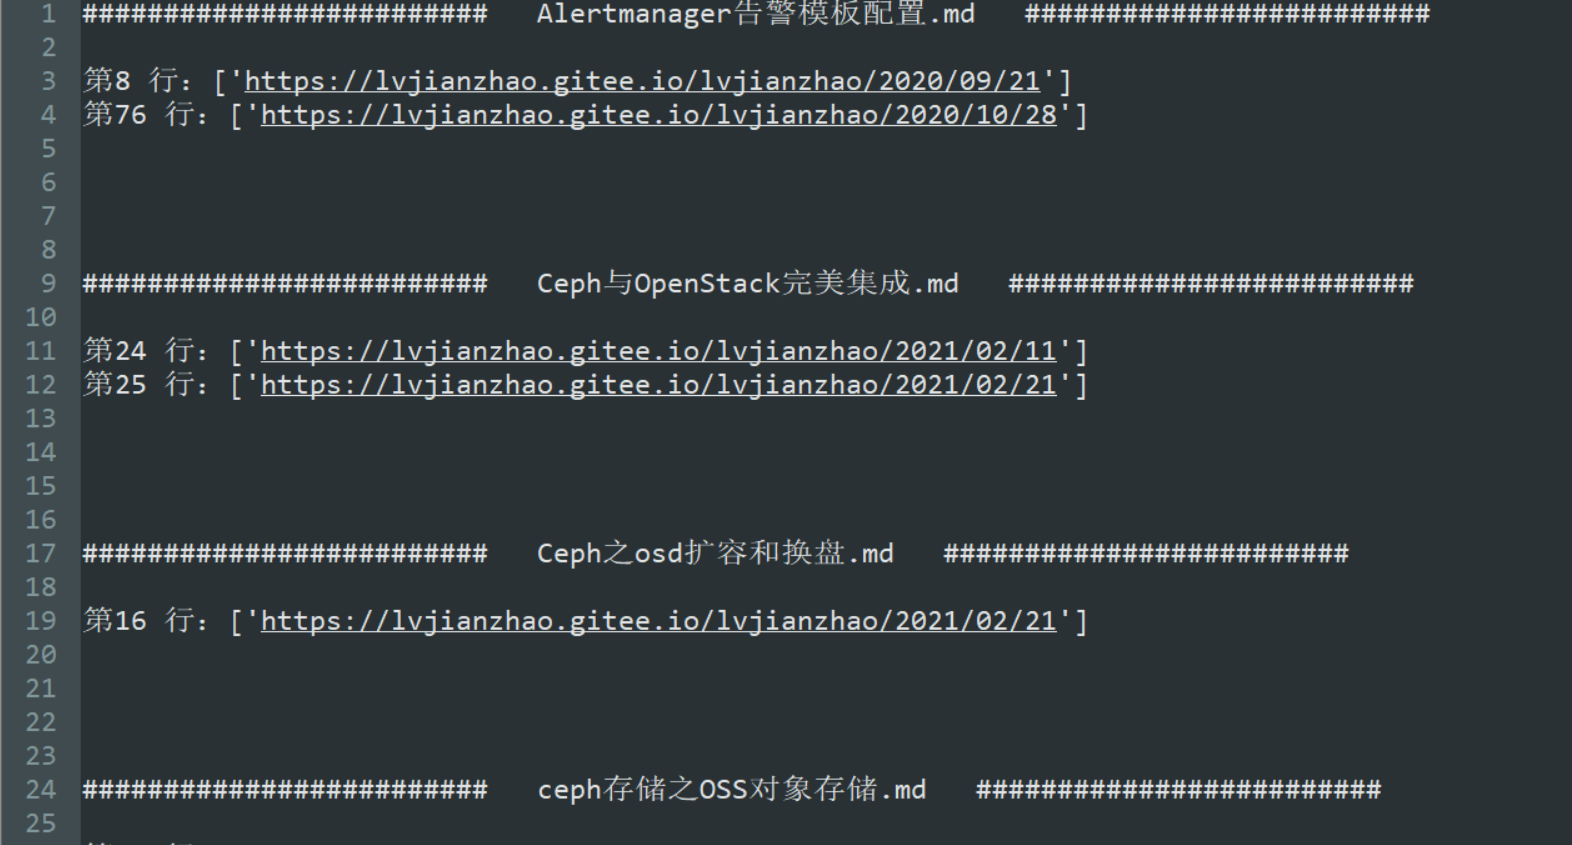 1 ######################### Alertmanager告警模板配置.md #########################
2
3 第8 行：['https://lvjianzhao.gitee.io/lvjianzhao/2020/09/21']
4 第76 行：['https://lvjianzhao.gitee.io/lvjianzhao/2020/10/28']
5
6
7
8
9 ######################### Ceph与OpenStack完美集成.md #########################
10
11 第24 行：['https://lvjianzhao.gitee.io/lvjianzhao/2021/02/11']
12 第25 行：['https://lvjianzhao.gitee.io/lvjianzhao/2021/02/21']
13
14
15
16
17 ######################### Ceph之osd扩容和换盘.md #########################
18
19 第16 行：['https://lvjianzhao.gitee.io/lvjianzhao/2021/02/21']
20
21
22
23
24 ######################### ceph存储之OSS对象存储.md #########################
25